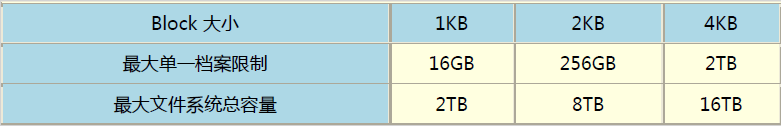 Block 大小 1KB 2KB 4KB
最大单一档案限制 16GB 256GB 2TB
最大文件系统总容量 2TB 8TB 16TB